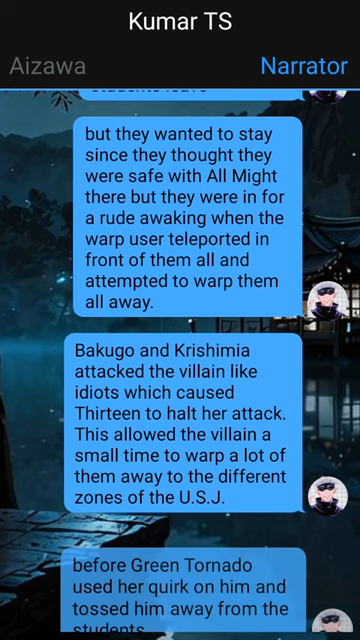 Kumar TS
Aizawa
Narrator
students leave
but they wanted to stay
since they thought they
were safe with All Might
there but they were in for
a rude awaking when the
warp user teleported in
front of them all and
attempted to warp them
all away.
Bakugo and Krishimia
attacked the villain like
idiots which caused
Thirteen to halt her attack.
This allowed the villain a
small time to warp a lot of
them away to the different
zones of the U.S.J.
before Green Tornado
used her quirk on him and
tossed him away from the
students